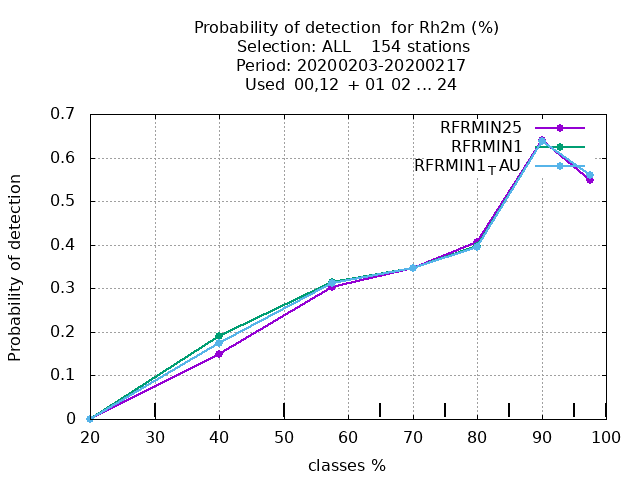 Probability of detection  for Rh2m (%)
Selection: ALL    154 stations
Period: 20200203-20200217
Used  00,12  + 01 02 ... 24
0.7
0.6
0.5
0.4
0.3
0.2
0.1
0
Probability of detection
RFRMIN25
RFRMIN1
RFRMIN1TAU
20 30 40 50 60 70 80 90 100
classes %